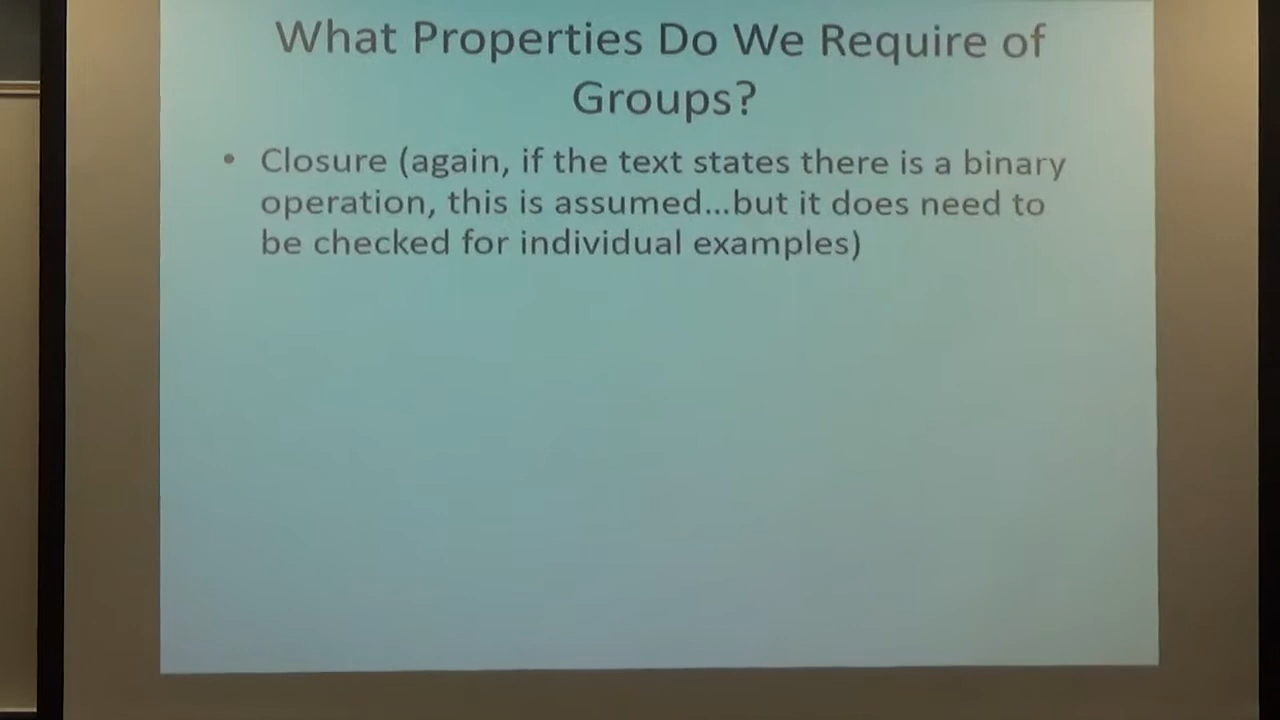 What Properties Do We Require of
Groups?
• Closure (again, if the text states there is a binary
operation, this is assumed...but it does need to
be checked for individual examples)